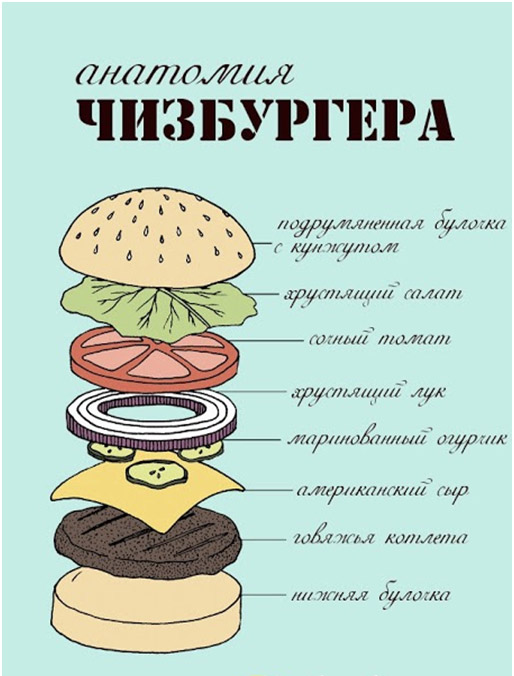 анатомия
ЧИЗБУРГЕРА
подрумяненная булочка
с кунжутом
хрустящий салат
сочный томат
хрустящий лук
маринованный огурчик
американский сыр
говяжья котлета
нижняя булочка